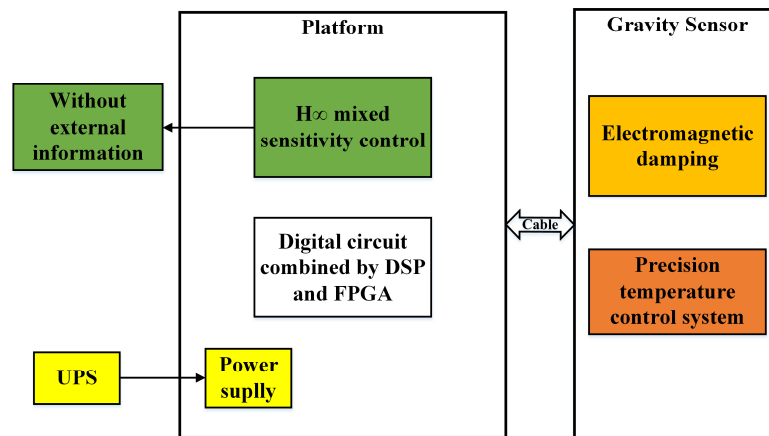 Platform
Gravity Sensor
Without
external
information
H∞ mixed
sensitivity control
Electromagnetic
damping
Cable
Digital circuit
combined by DSP
and FPGA
Precision
temperature
control system
UPS
Power
suplly